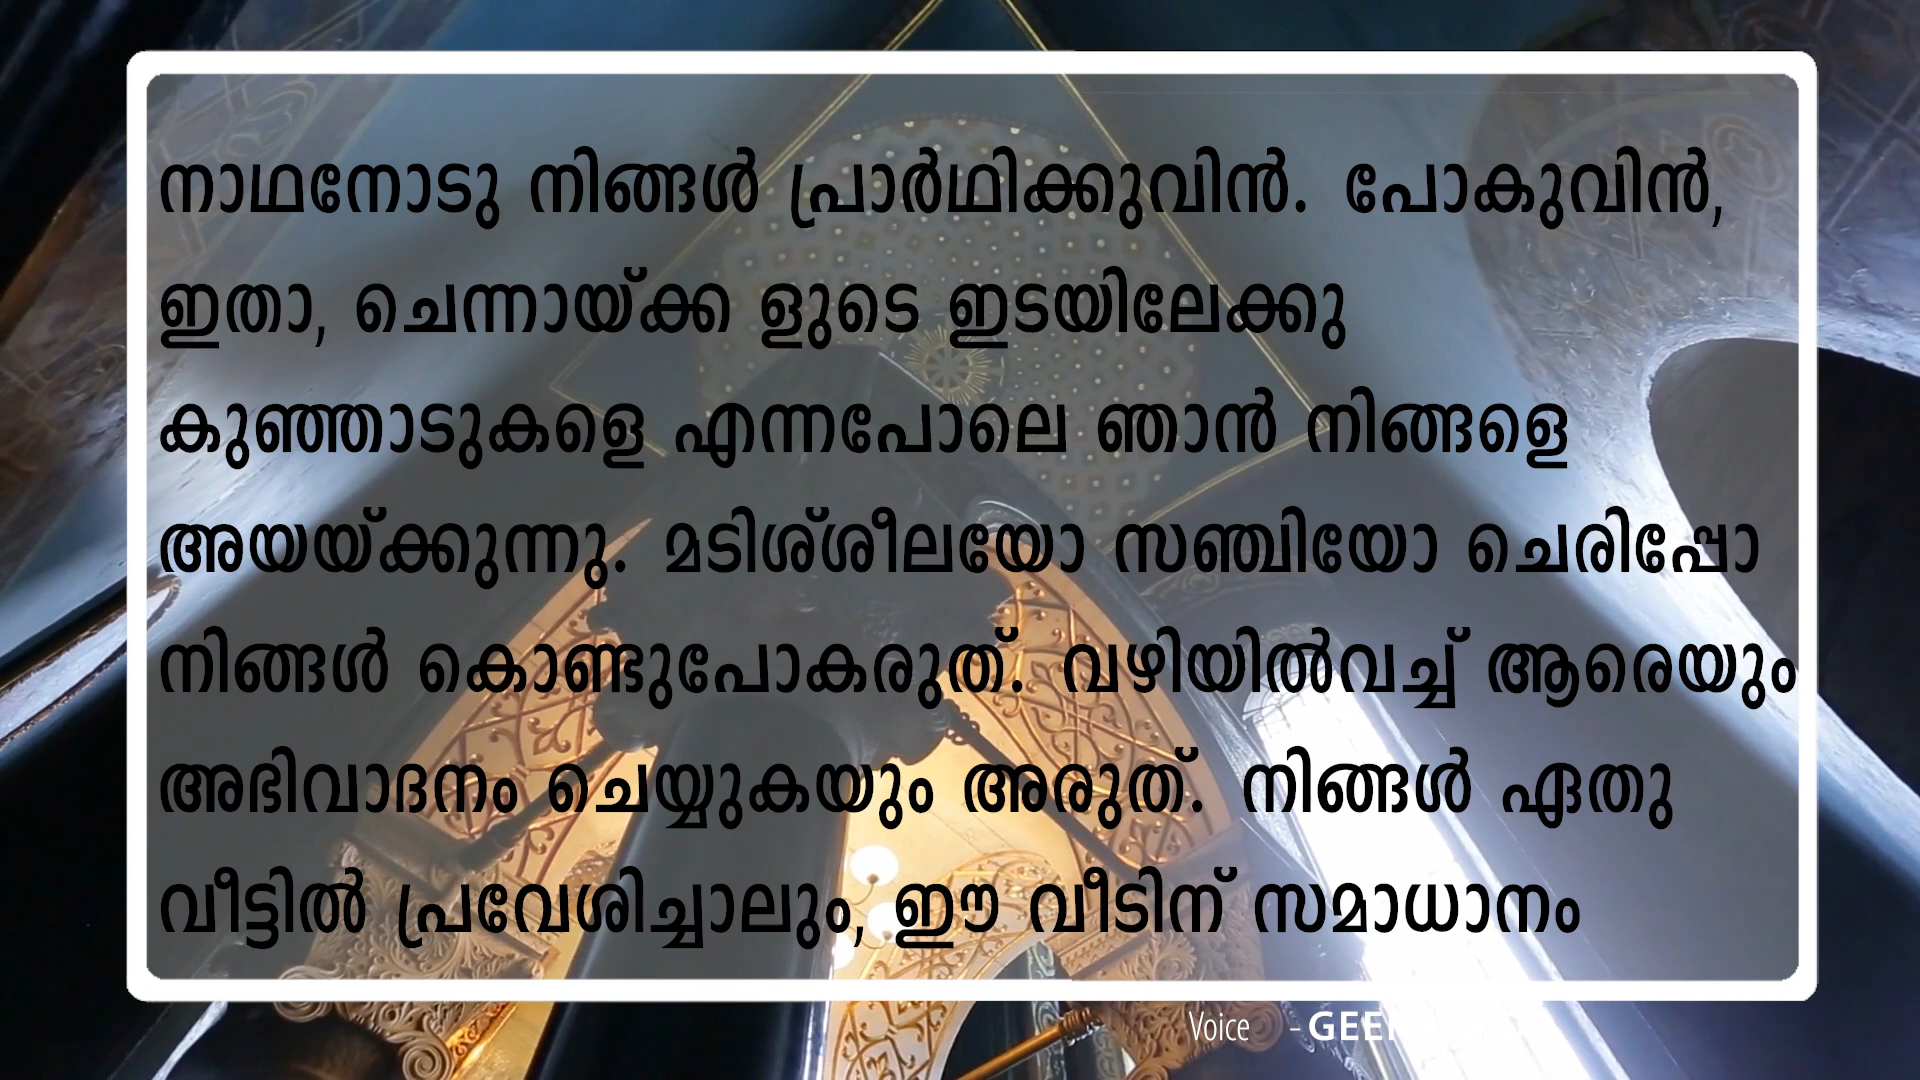 നാഥനോടു നിങ്ങൾ പ്രാർഥിക്കുവിൻ. പോകുവിൻ,
ഇതാ, ചെന്നായ്ക്ക ളുടെ ഇടയിലേക്കു
കുഞ്ഞാടുകളെ എന്നപോലെ ഞാൻ നിങ്ങളെ
അയയ്ക്കുന്നു. മടിശ്ശീലയോ സഞ്ചിയോ ചെരിപ്പോ
നിങ്ങൾ കൊണ്ടുപോകരുത്. വഴിയിൽവച്ച് ആരെയും
അഭിവാദനം ചെയ്യുകയും അരുത്. നിങ്ങൾ ഏതു
വീട്ടിൽ പ്രവേശിച്ചാലും, ഈ വീടിന് സമാധാനം
Voice -